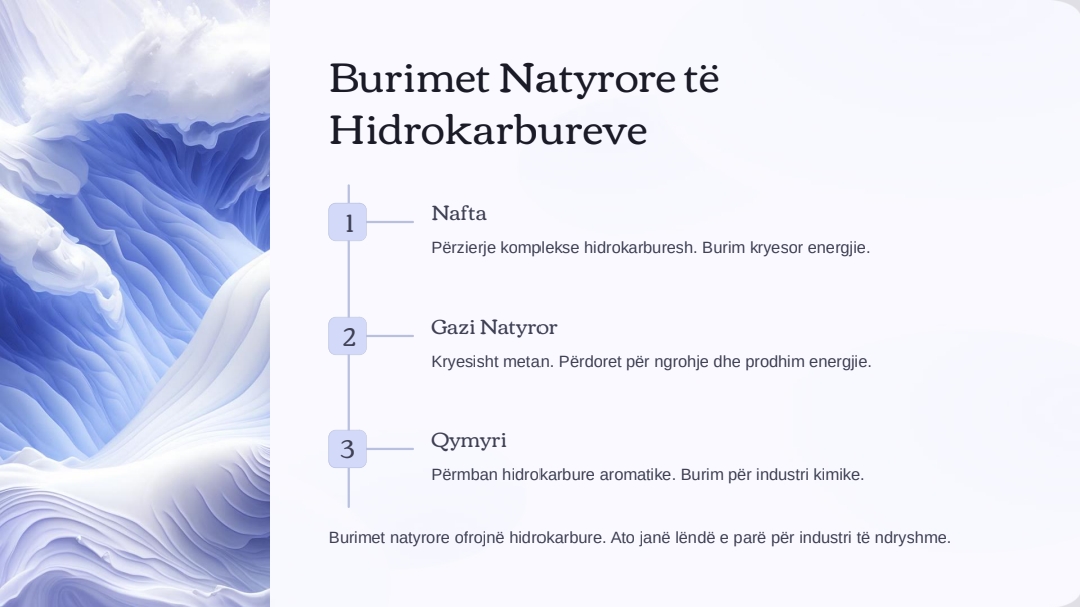 Burimet Natyrore të
Hidrokarbureve
1
Nafta
Përzierje komplekse hidrokarburesh. Burim kryesor energjie.
2
Gazi Natyror
Kryesisht metan. Përdoret për ngrohje dhe prodhim energjie.
3
Qymyri
Përmban hidrokarbure aromatike. Burim për industri kimike.
Burimet natyrore ofrojnë hidrokarbure. Ato janë lëndë e parë për industri të ndryshme.